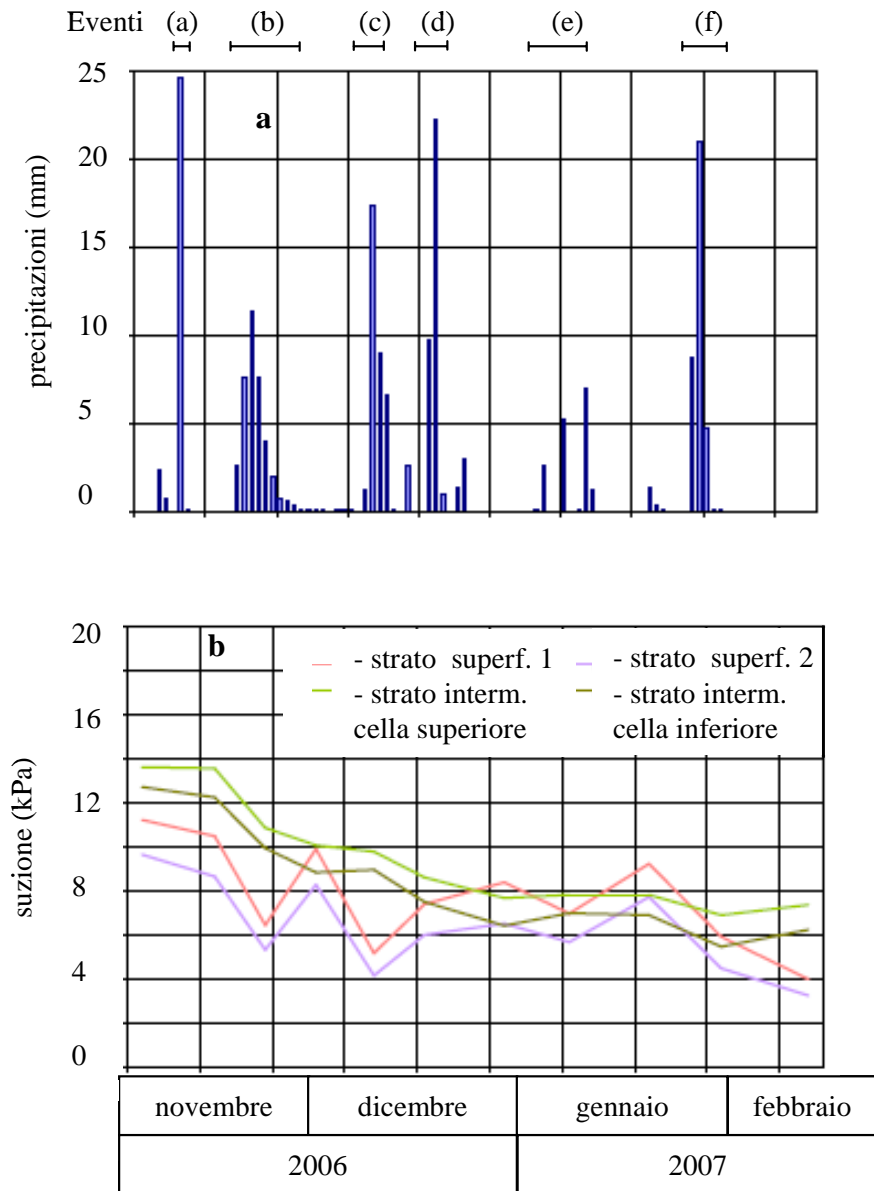 Eventi (a) (b) (c) (d) (e) (f)
a
precipitazioni (mm)
25
20
15
10
5
0
b
suzione (kPa)
20
16
12
8
4
0
- strato superf. 1
- strato superf. 2
- strato interm.
cella superiore
- strato interm.
cella inferiore
novembre dicembre gennaio febbraio
2006 2007